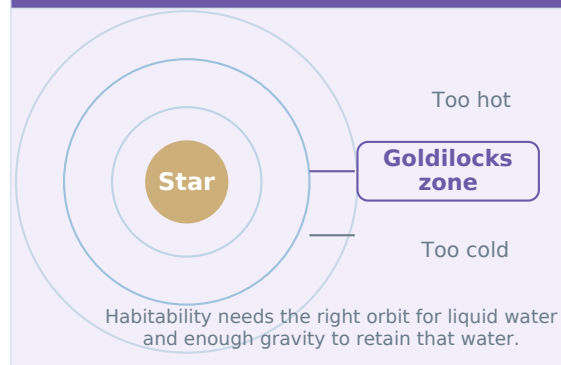 Too hot
Star
Goldilocks
zone
Too cold
Habitability needs the right orbit for liquid water
and enough gravity to retain that water.